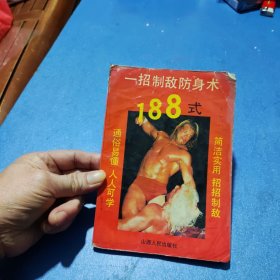 一招制敌防身术
188式
通俗易懂 人人可学
简洁实用 招招制敌
山西人民出版社